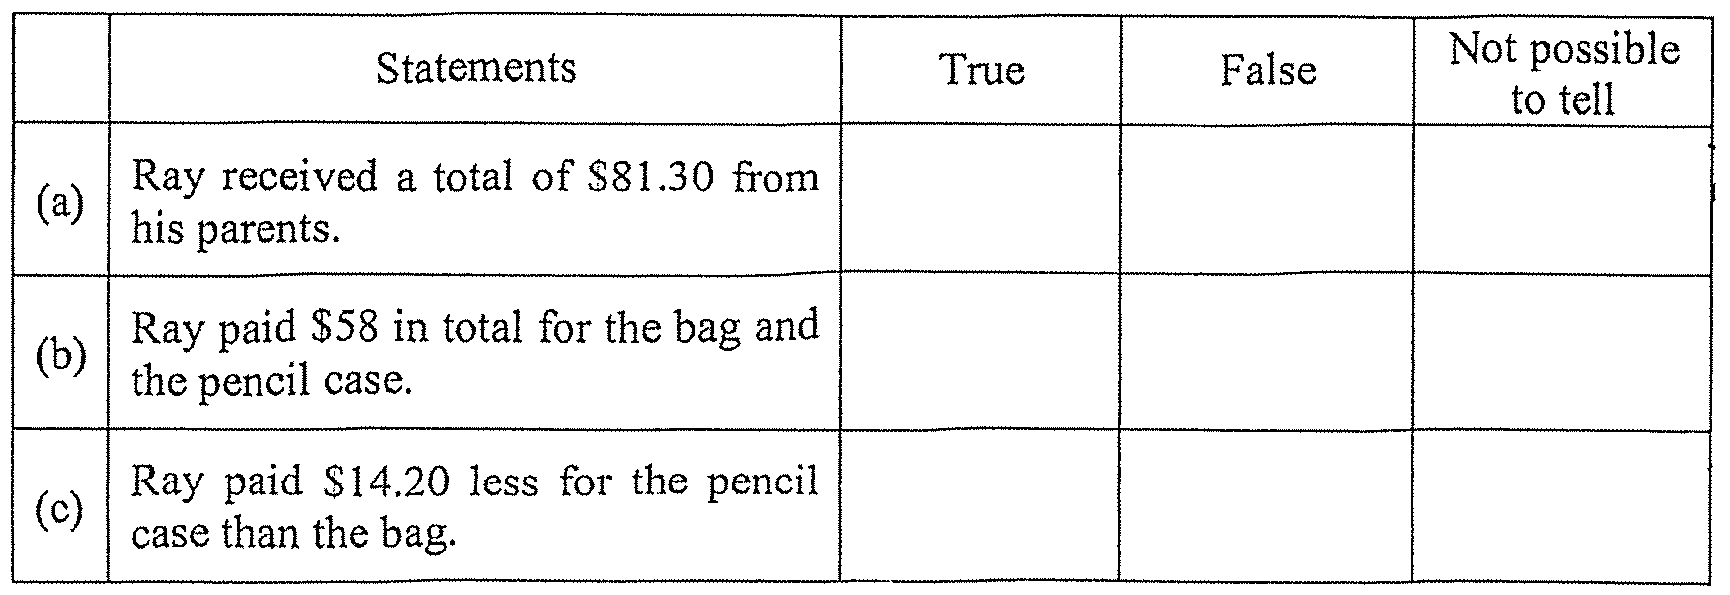 Statements True False Not possible
to tell
(a) Ray received a total of $81.30 from
his parents.
(b) Ray paid $58 in total for the bag and
the pencil case.
(c) Ray paid $14.20 less for the pencil
case than the bag.